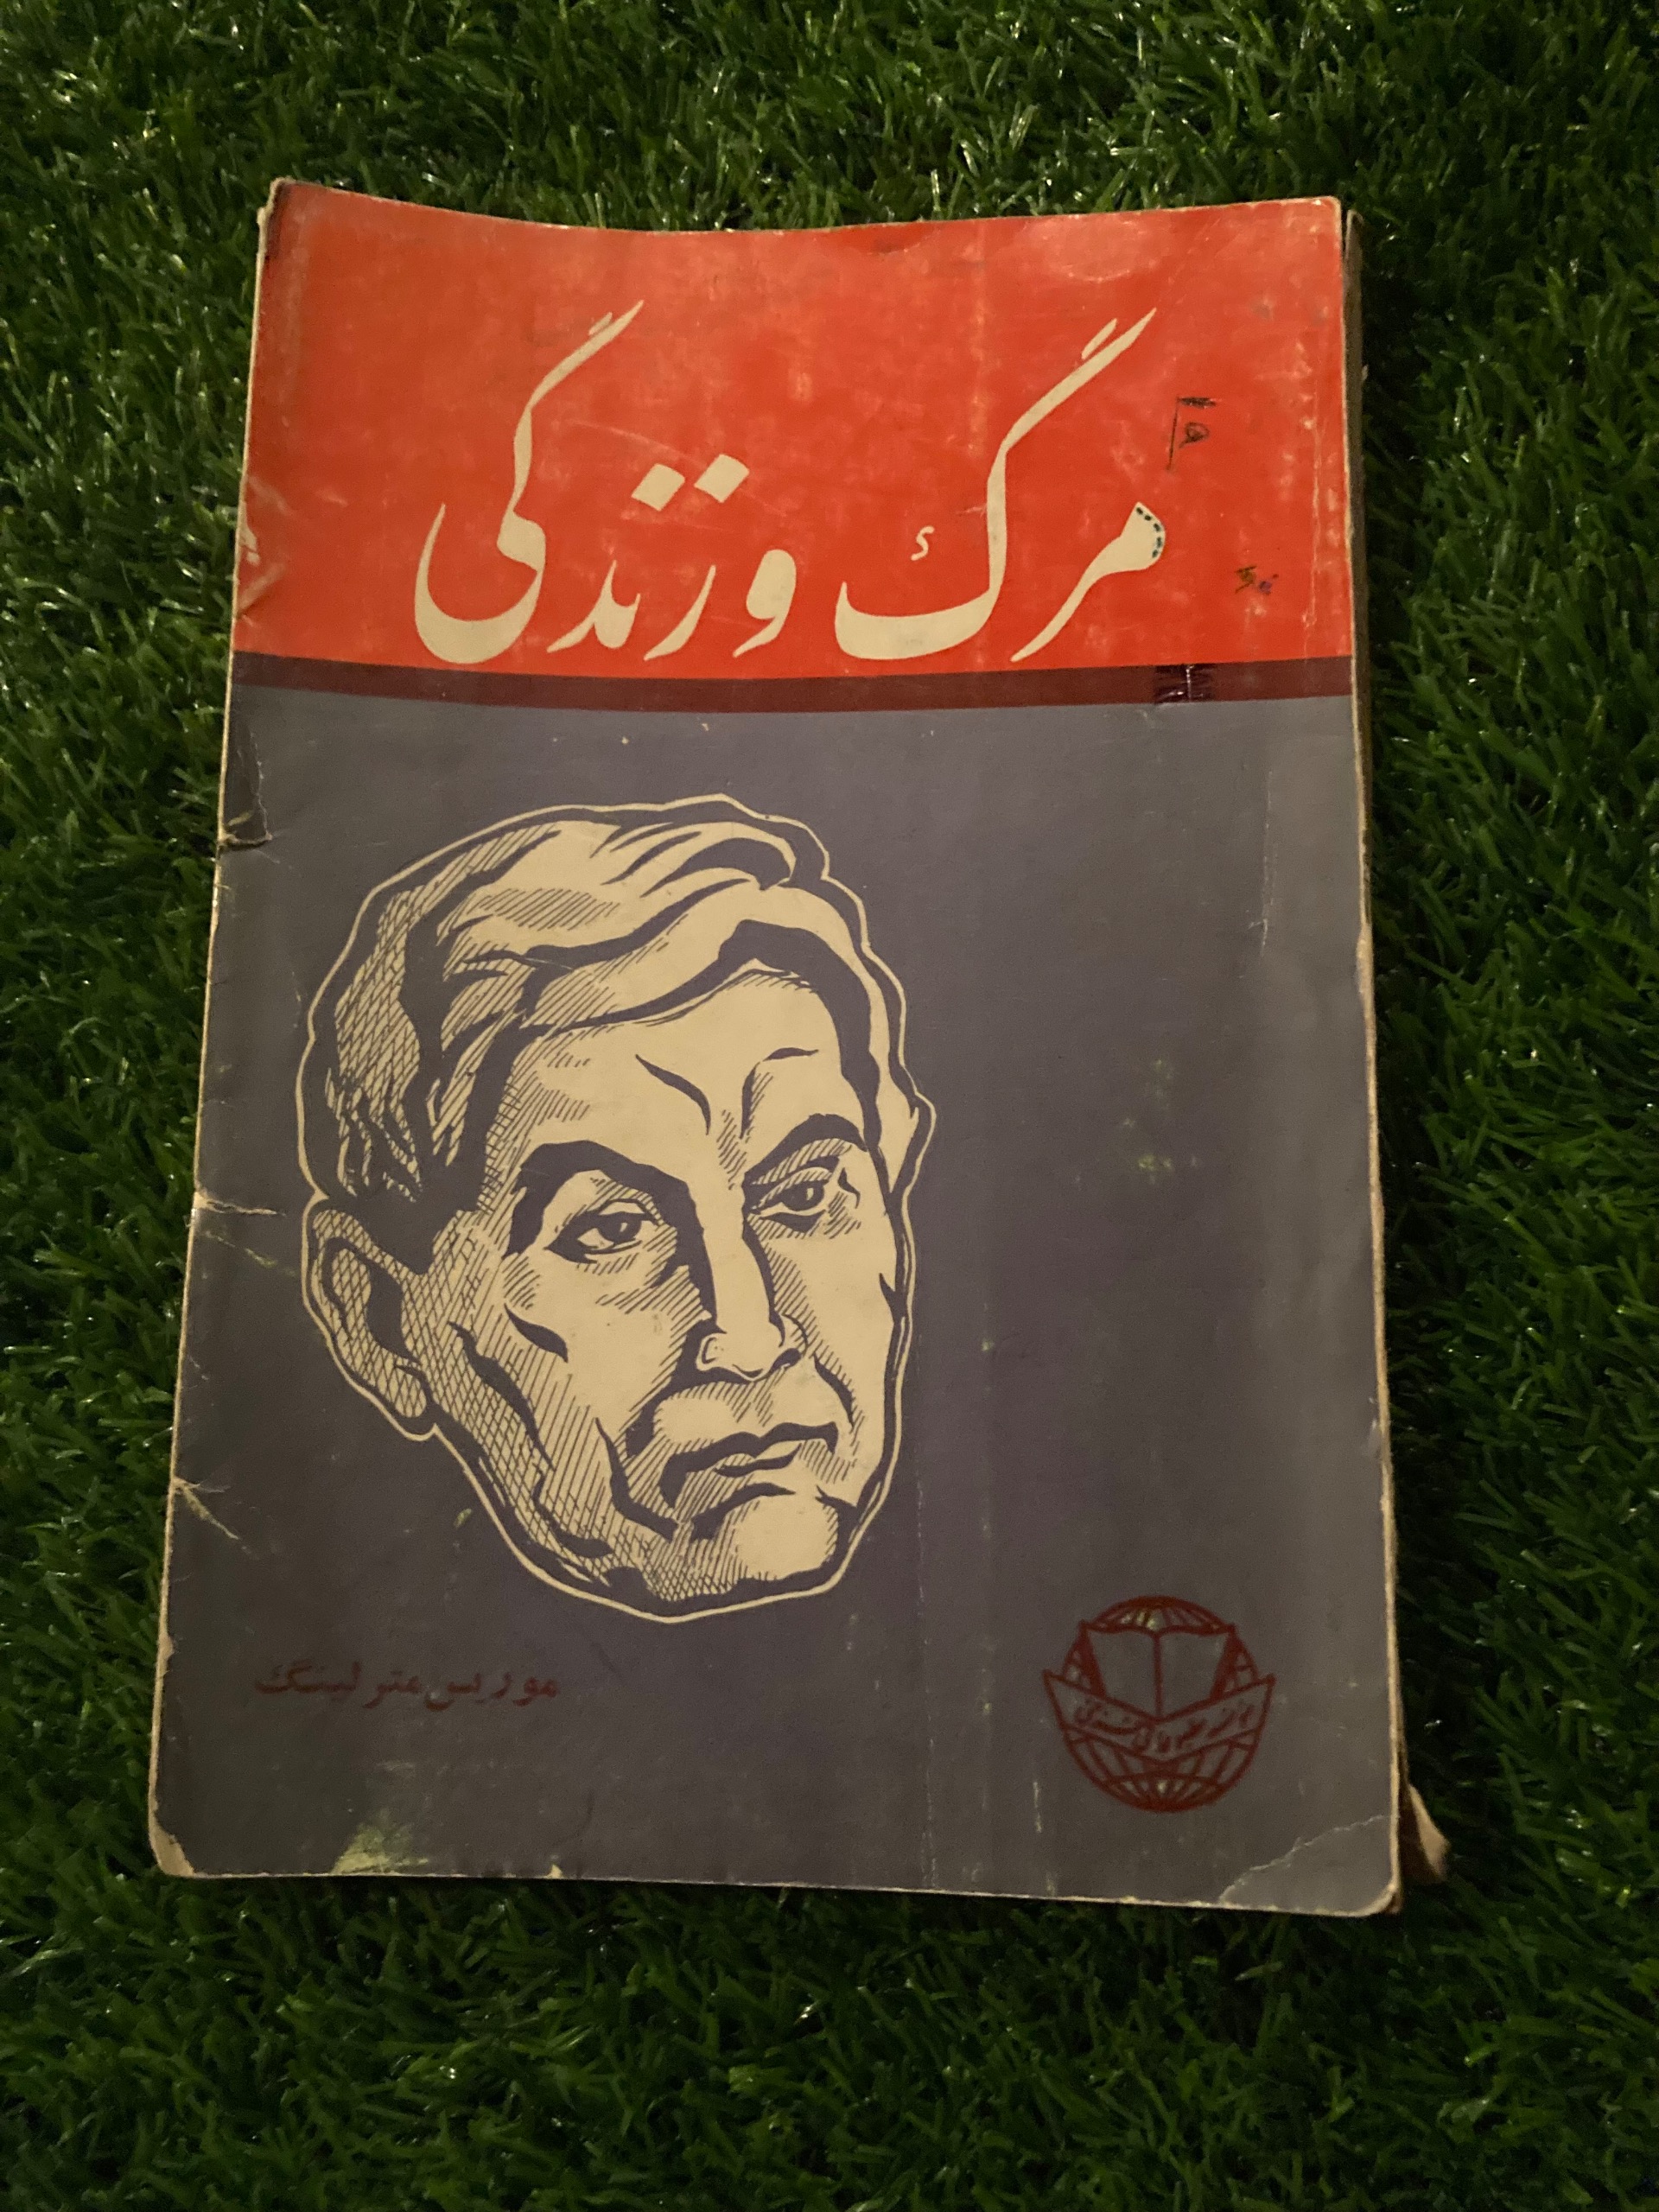 مرگ و زندگی
موریس مترلینگ